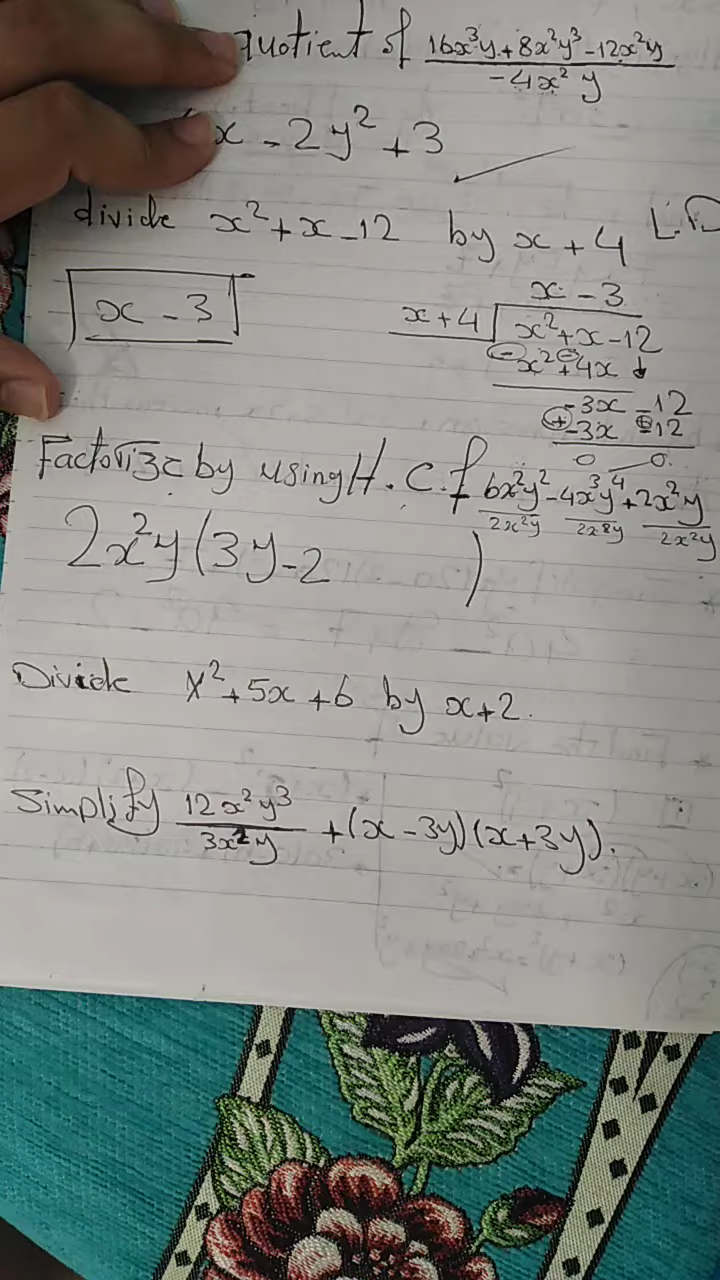 quotient of 16x³y+8x²y³-12x²y / -4x² y
x - 2y² + 3
divide x²+x-12 by x+4 L.D
x - 3
x - 3
x+4 x²+x-12
x²+4x
-3x -12
-3x -12
0 0
Factorize by using H.C.f 6x²y²-4x³y⁴+2x²y
2x²y 2x²y 2x²y
2x²y(3y-2 )
Divide x²+5x+6 by x+2.
Simplify 12x²y³ / 3x²y +(x-3y)(x+3y).